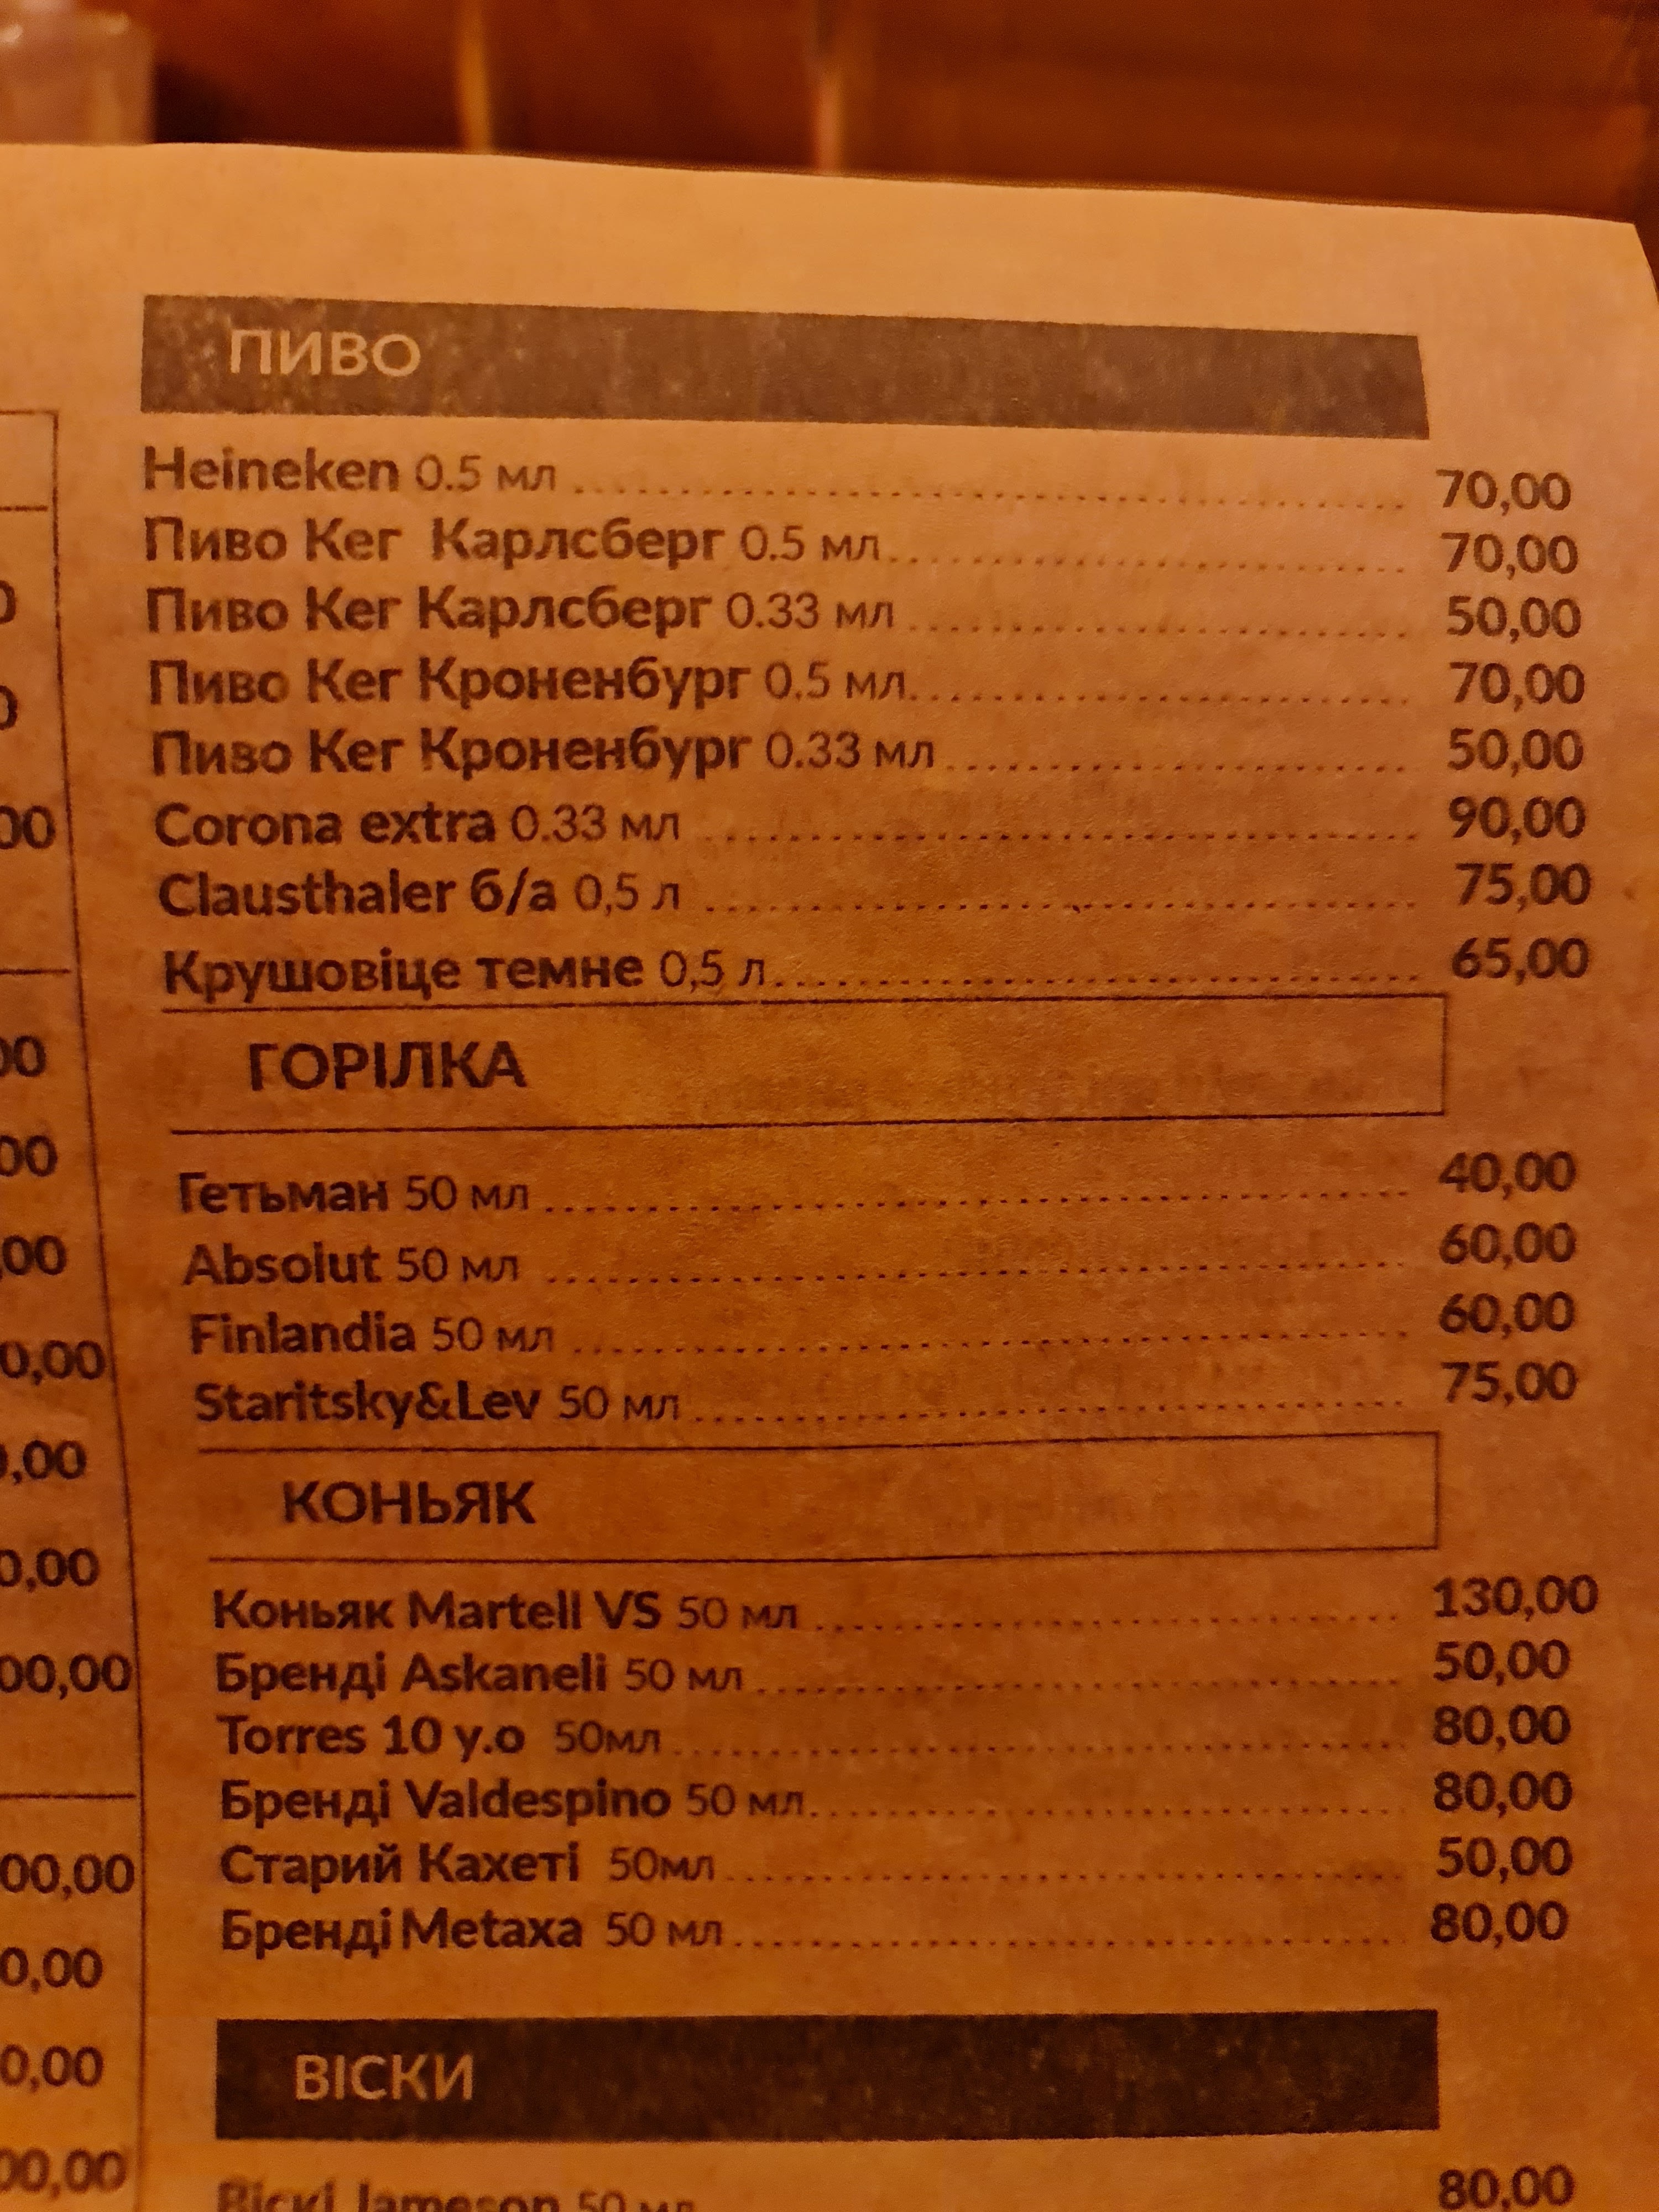 ПИВО
Heineken 0.5 мл 70,00
Пиво Кег Карлсберг 0.5 мл 70,00
Пиво Кег Карлсберг 0.33 мл 50,00
Пиво Кег Кроненбург 0.5 мл 70,00
Пиво Кег Кроненбург 0.33 мл 50,00
Corona extra 0.33 мл 90,00
Clausthaler б/а 0,5 л 75,00
Крушовіце темне 0,5 л 65,00
ГОРІЛКА
Гетьман 50 мл 40,00
Absolut 50 мл 60,00
Finlandia 50 мл 60,00
Staritsky&Lev 50 мл 75,00
КОНЬЯК
Коньяк Martell VS 50 мл 130,00
Бренді Askaneli 50 мл 50,00
Torres 10 y.o 50мл 80,00
Бренді Valdespino 50 мл 80,00
Старий Кахеті 50мл 50,00
Бренді Metaxa 50 мл 80,00
ВІСКИ
Віскі Jameson 50 мл 80,00